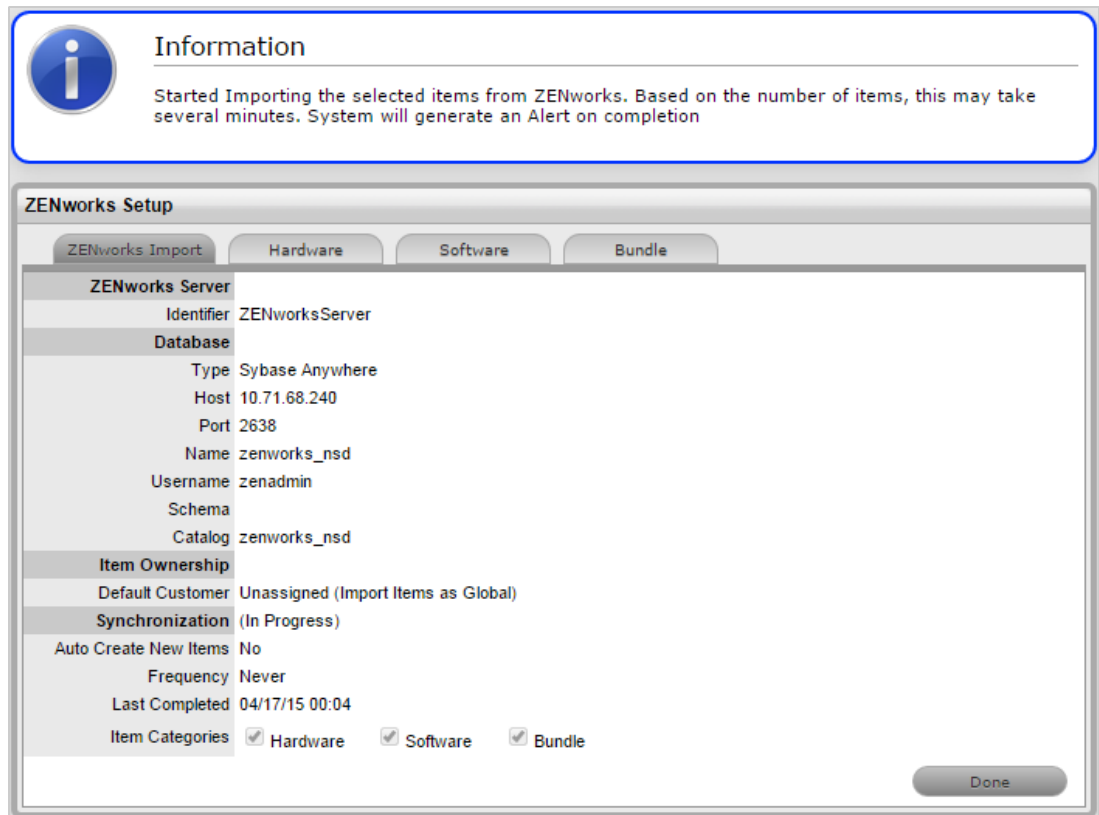 Information
Started Importing the selected items from ZENworks. Based on the number of items, this may take
several minutes. System will generate an Alert on completion
ZENworks Setup
ZENworks Import Hardware Software Bundle
ZENworks Server
Identifier ZENworksServer
Database
Type Sybase Anywhere
Host 10.71.68.240
Port 2638
Name zenworks_nsd
Username zenadmin
Schema
Catalog zenworks_nsd
Item Ownership
Default Customer Unassigned (Import Items as Global)
Synchronization (In Progress)
Auto Create New Items No
Frequency Never
Last Completed 04/17/15 00:04
Item Categories Hardware Software Bundle
Done